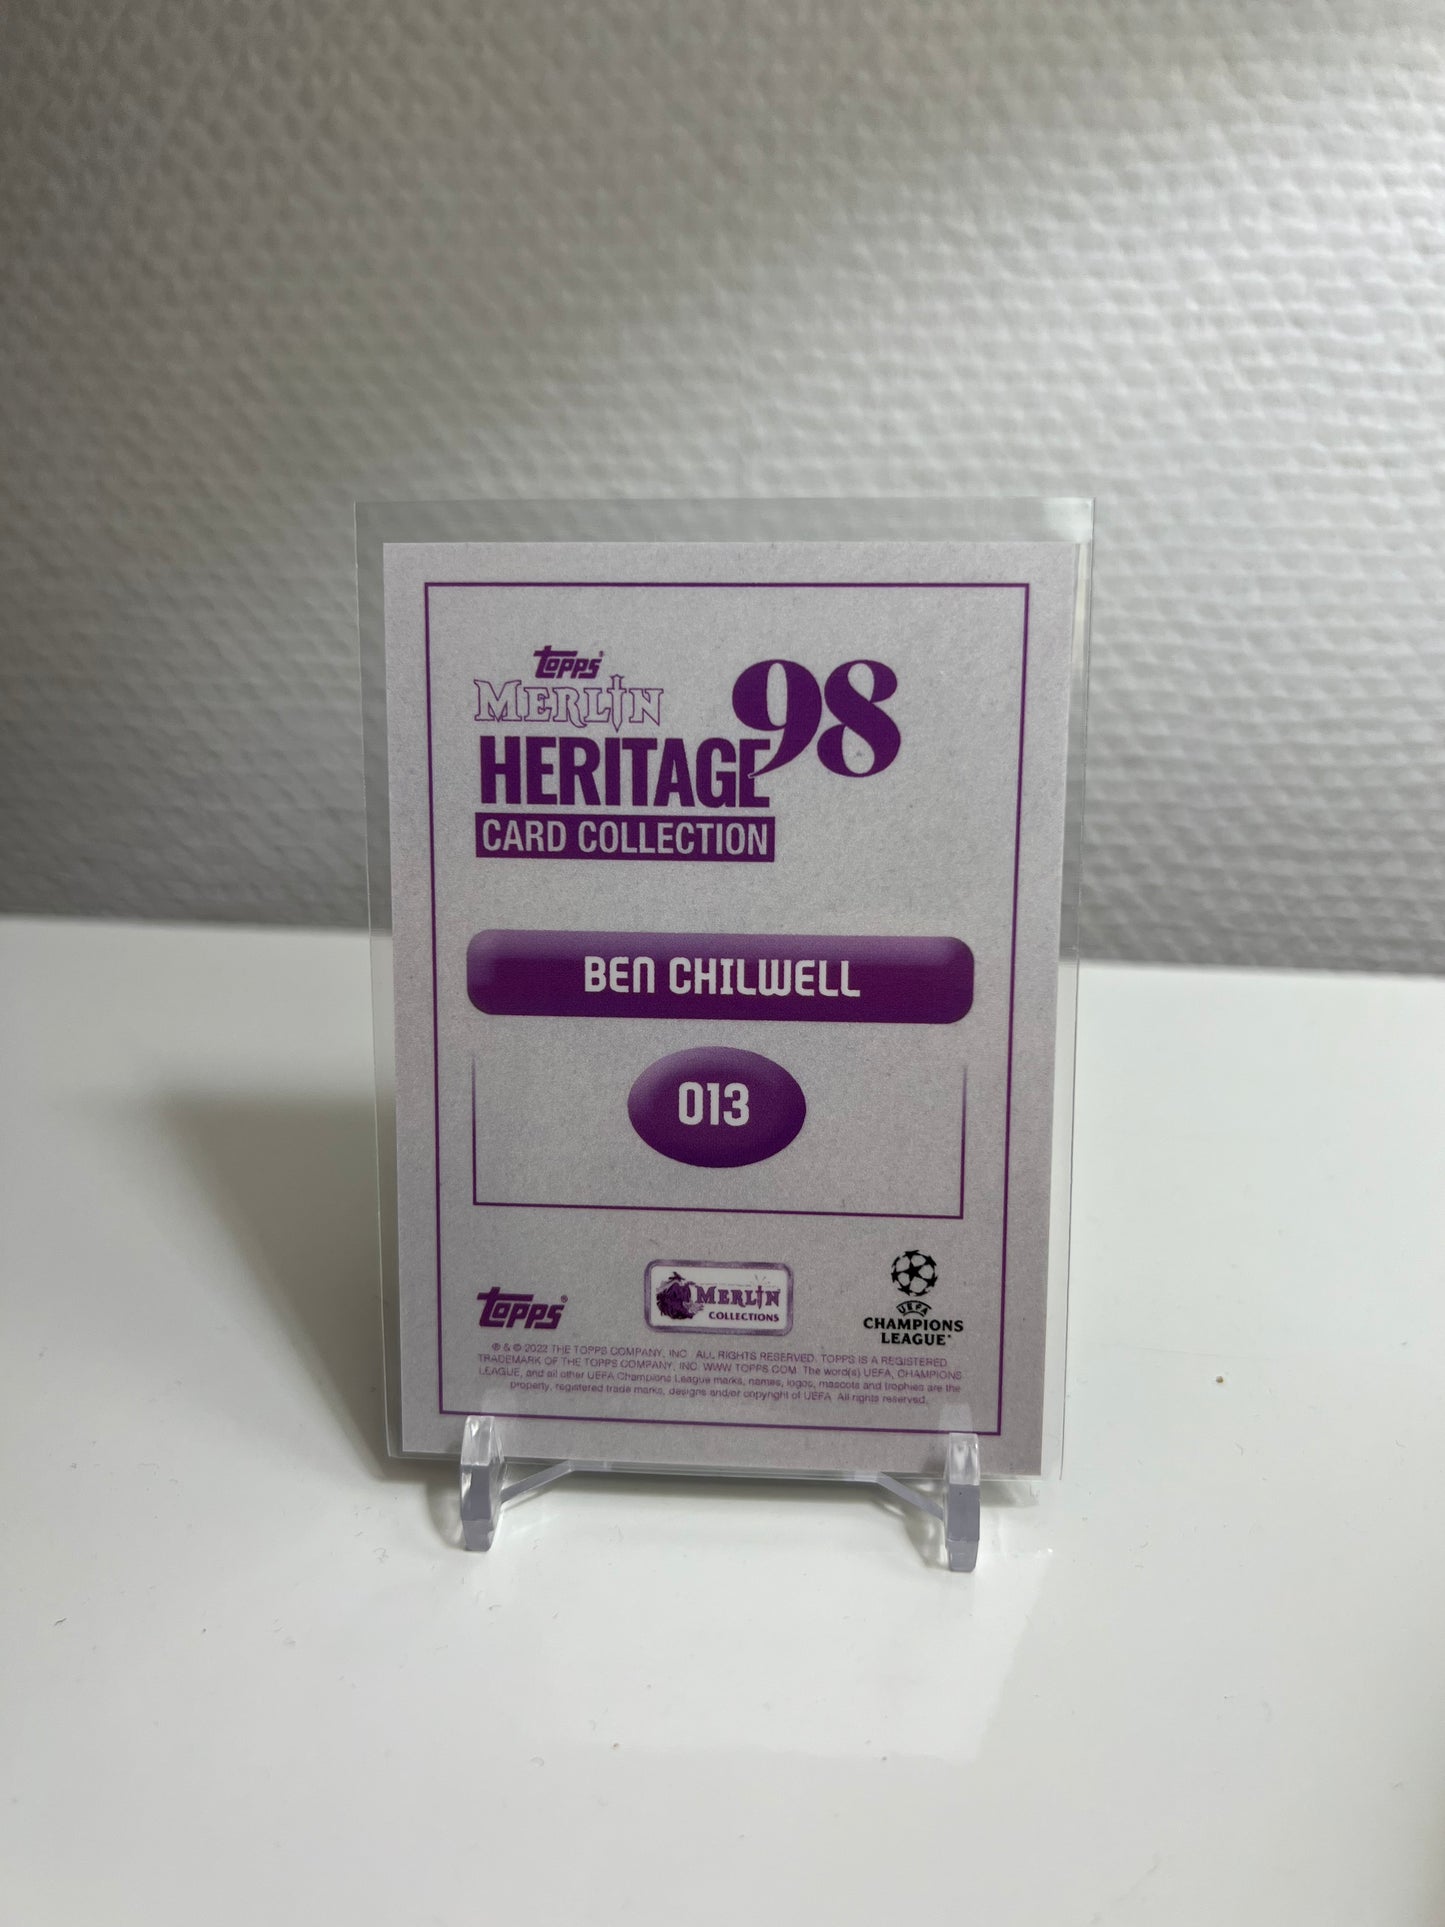 topps®
MERLIN
98
HERITAGE
CARD COLLECTION
BEN CHILWELL
013
topps®
MERLIN
COLLECTIONS
UEFA
CHAMPIONS
LEAGUE®
® & © 2022 THE TOPPS COMPANY, INC. ALL RIGHTS RESERVED. TOPPS IS A REGISTERED
TRADEMARK OF THE TOPPS COMPANY, INC. WWW.TOPPS.COM. The word(s) UEFA, CHAMPIONS
LEAGUE, and all other UEFA Champions League marks, names, logos, mascots and trophies are the
property, registered trade marks, designs and/or copyright of UEFA. All rights reserved.